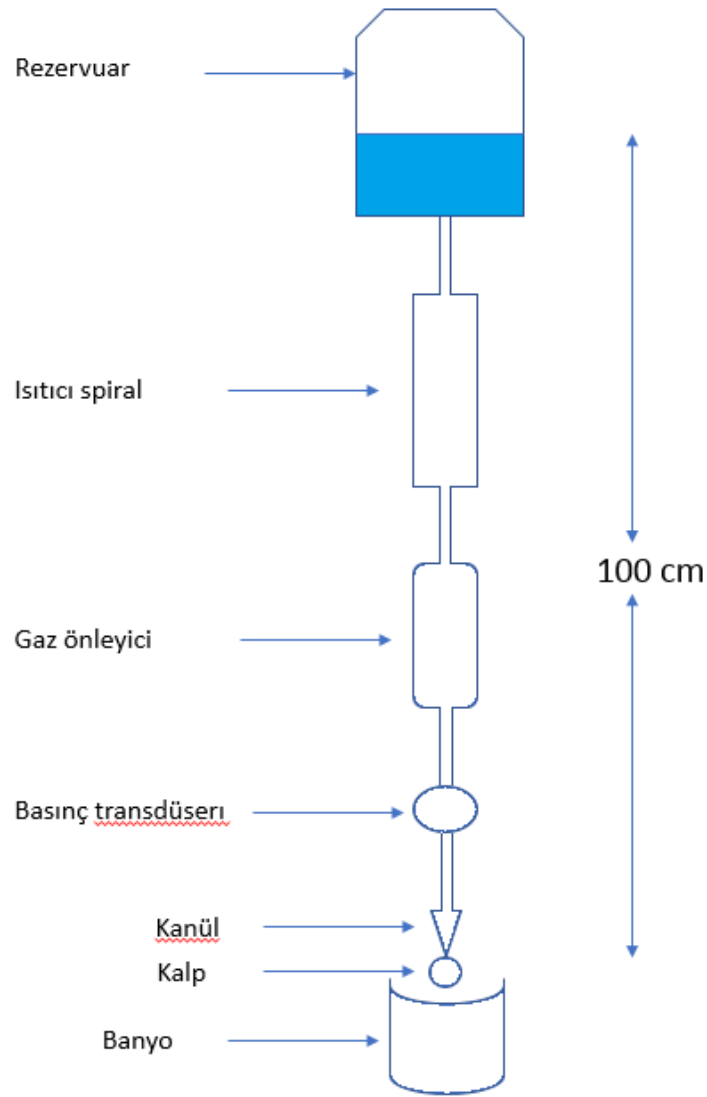 Rezervuar
Isıtıcı spiral
100 cm
Gaz önleyici
Basınç transdüserı
Kanül
Kalp
Banyo